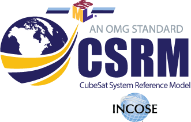 AN OMG STANDARD
CSRM
CubeSat System Reference Model
INCOSE